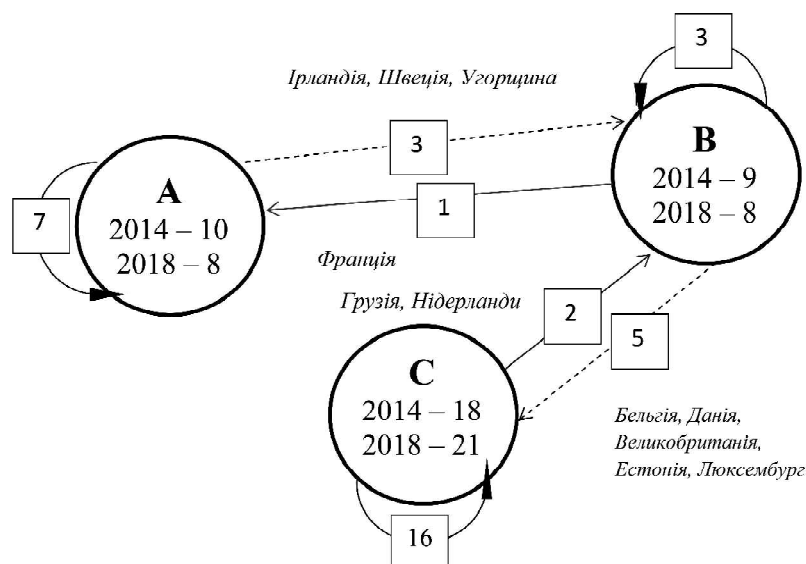 3
Ірландія, Швеція, Угорщина
3
B
2014 – 9
2018 – 8
A
2014 – 10
2018 – 8
7
1
Франція
Грузія, Нідерланди
2
5
C
2014 – 18
2018 – 21
Бельгія, Данія,
Великобританія,
Естонія, Люксембург
16